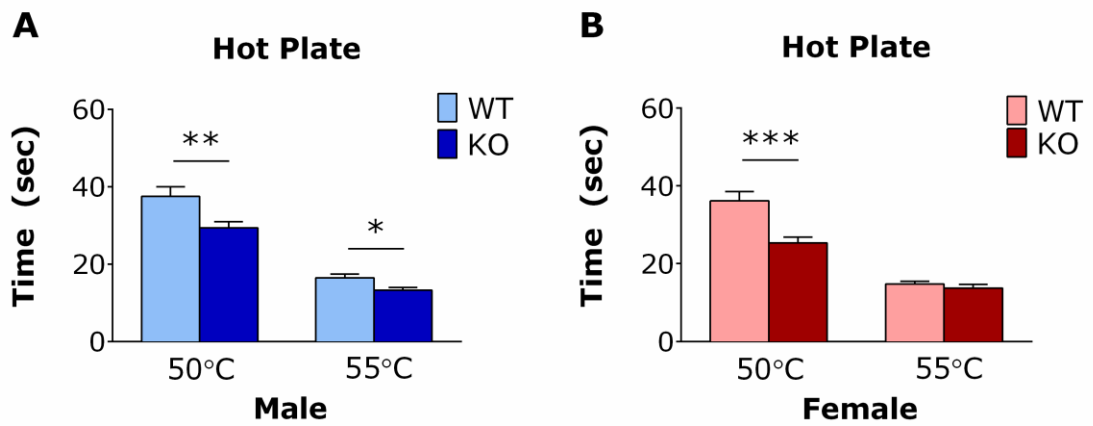 A
Hot Plate
WT
KO
Time (sec)
60
40
20
0
**
*
50°C
55°C
Male
B
Hot Plate
WT
KO
Time (sec)
60
40
20
0
***
50°C
55°C
Female